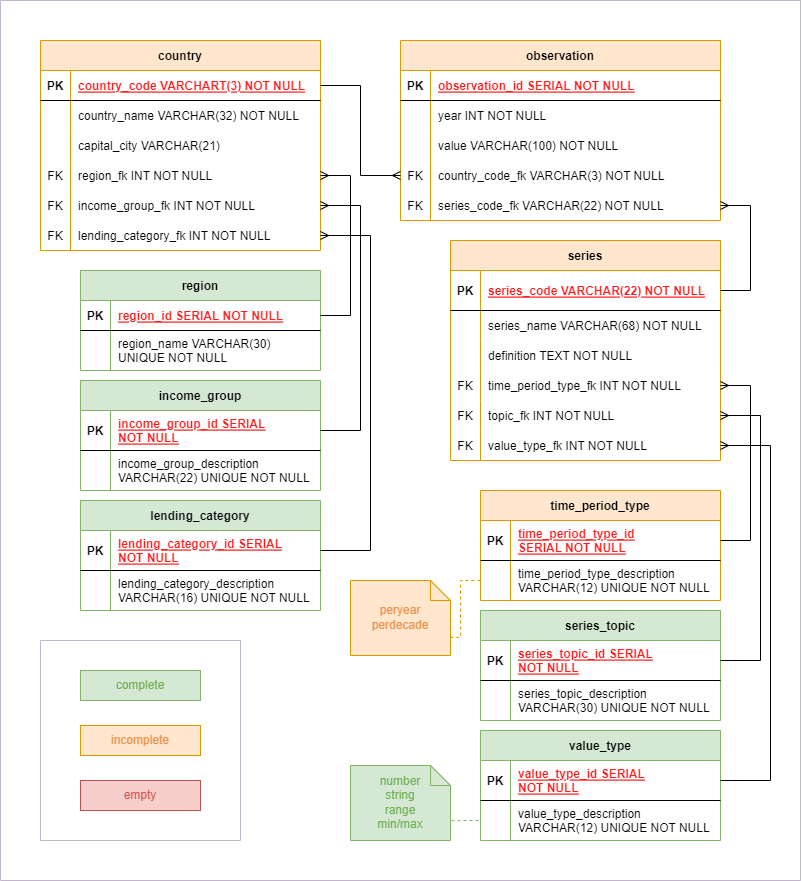 country
PK country_code VARCHART(3) NOT NULL
country_name VARCHAR(32) NOT NULL
capital_city VARCHAR(21)
FK region_fk INT NOT NULL
FK income_group_fk INT NOT NULL
FK lending_category_fk INT NOT NULL
observation
PK observation_id SERIAL NOT NULL
year INT NOT NULL
value VARCHAR(100) NOT NULL
FK country_code_fk VARCHAR(3) NOT NULL
FK series_code_fk VARCHAR(22) NOT NULL
region
PK region_id SERIAL NOT NULL
region_name VARCHAR(30)
UNIQUE NOT NULL
income_group
PK income_group_id SERIAL
NOT NULL
income_group_description
VARCHAR(22) UNIQUE NOT NULL
lending_category
PK lending_category_id SERIAL
NOT NULL
lending_category_description
VARCHAR(16) UNIQUE NOT NULL
series
PK series_code VARCHAR(22) NOT NULL
series_name VARCHAR(68) NOT NULL
definition TEXT NOT NULL
FK time_period_type_fk INT NOT NULL
FK topic_fk INT NOT NULL
FK value_type_fk INT NOT NULL
time_period_type
PK time_period_type_id
SERIAL NOT NULL
time_period_type_description
VARCHAR(12) UNIQUE NOT NULL
peryear
perdecade
series_topic
PK series_topic_id SERIAL
NOT NULL
series_topic_description
VARCHAR(30) UNIQUE NOT NULL
value_type
PK value_type_id SERIAL
NOT NULL
value_type_description
VARCHAR(12) UNIQUE NOT NULL
number
string
range
min/max
complete
incomplete
empty